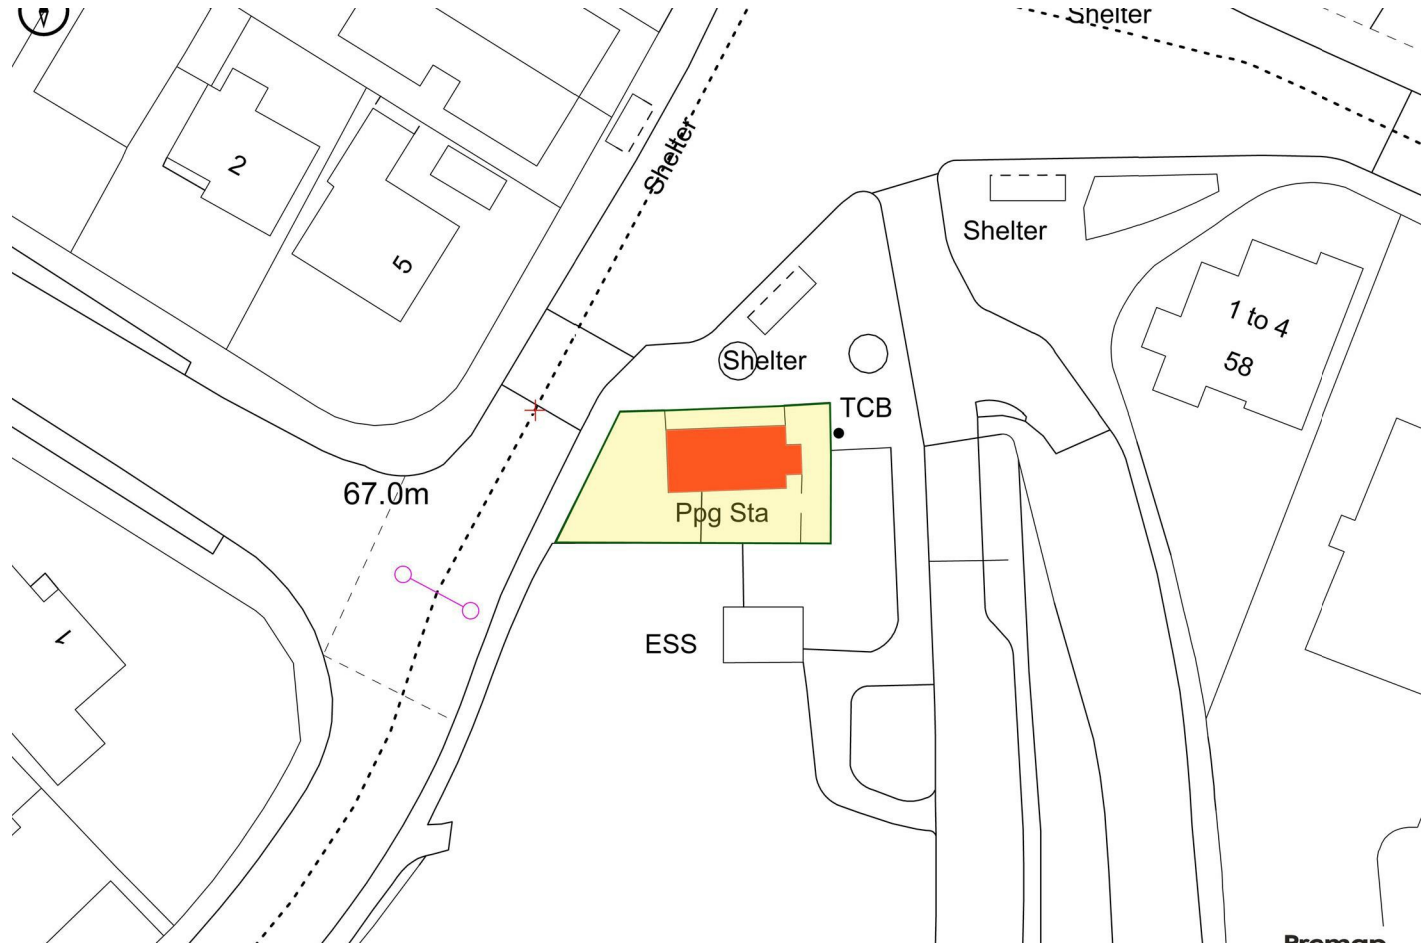 Shelter
2
Shelter
5
Shelter
1 to 4
58
Shelter
TCB
67.0m
Ppg Sta
ESS
1
Promap